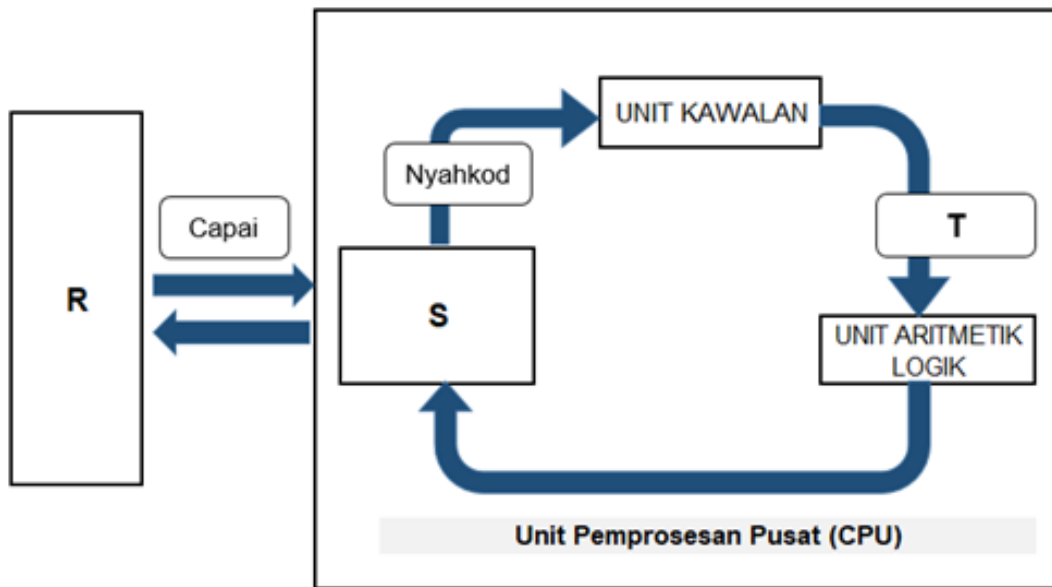 UNIT KAWALAN
Nyahkod
Capai
T
R
S
UNIT ARITMETIK
LOGIK
Unit Pemprosesan Pusat (CPU)